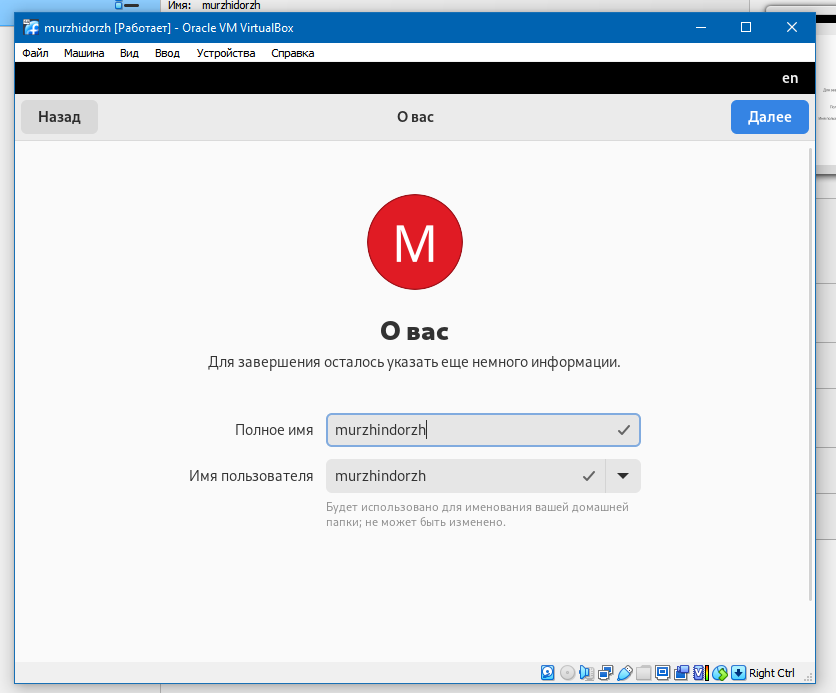 Имя: murzhidorzh
murzhidorzh [Работает] - Oracle VM VirtualBox
Файл Машина Вид Ввод Устройства Справка
en
Назад О вас Далее
M
О вас
Для завершения осталось указать еще немного информации.
Полное имя murzhindorzh
Имя пользователя murzhindorzh
Будет использовано для именования вашей домашней
папки; не может быть изменено.
Right Ctrl